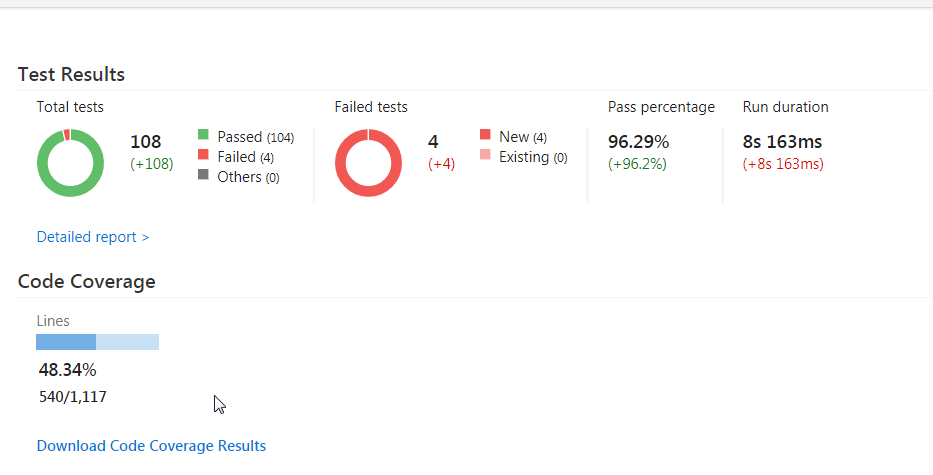 Test Results
Total tests
108
(+108)
Passed (104)
Failed (4)
Others (0)
Failed tests
4
(+4)
New (4)
Existing (0)
Pass percentage
96.29%
(+96.2%)
Run duration
8s 163ms
(+8s 163ms)
Detailed report >
Code Coverage
Lines
48.34%
540/1,117
Download Code Coverage Results